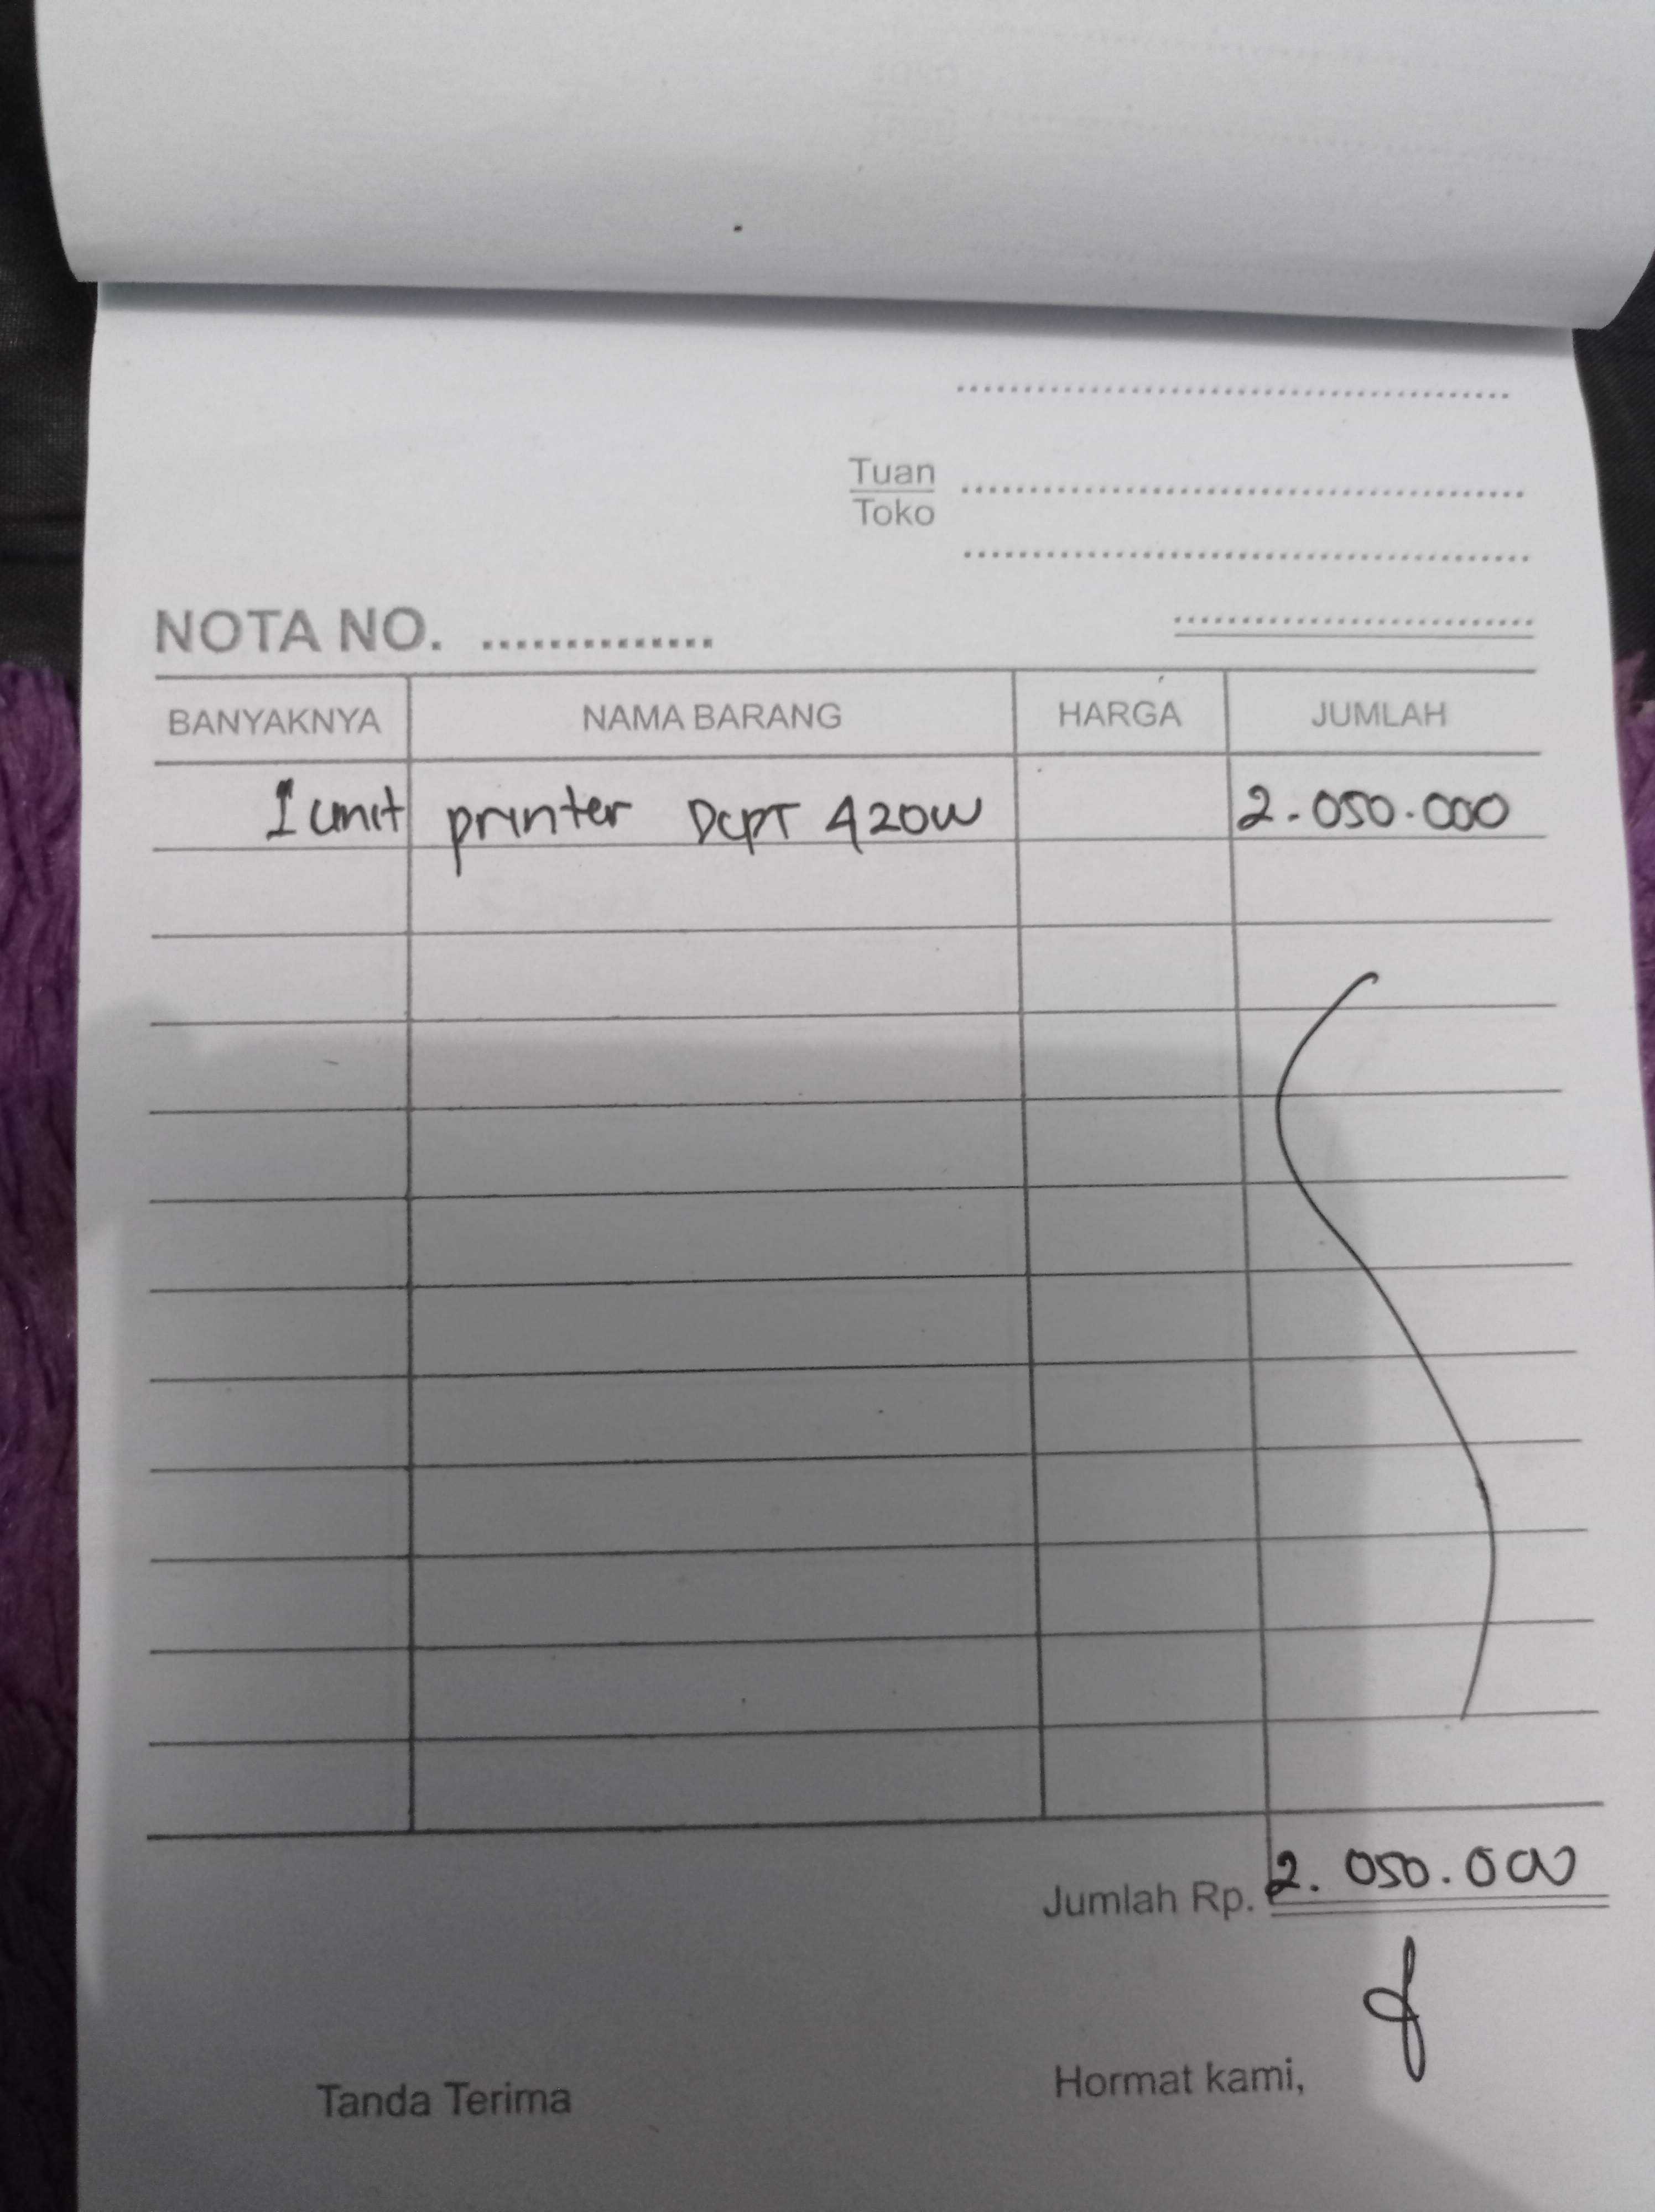 Tuan
Toko
NOTA NO. ..............
BANYAKNYA NAMA BARANG HARGA JUMLAH
1 unit printer DCPT 420W 2.050.000
Jumlah Rp. 2.050.000
Tanda Terima Hormat kami,